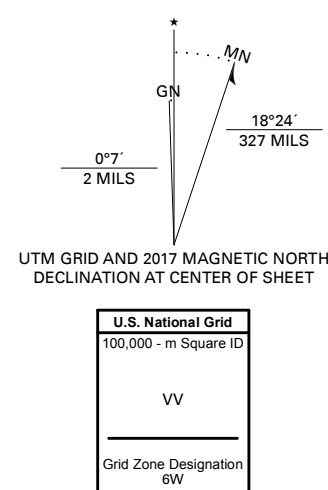 ★
MN
GN
18°24´
327 MILS
0°7´
2 MILS
UTM GRID AND 2017 MAGNETIC NORTH
DECLINATION AT CENTER OF SHEET
U.S. National Grid
100,000 - m Square ID
VV
Grid Zone Designation
6W